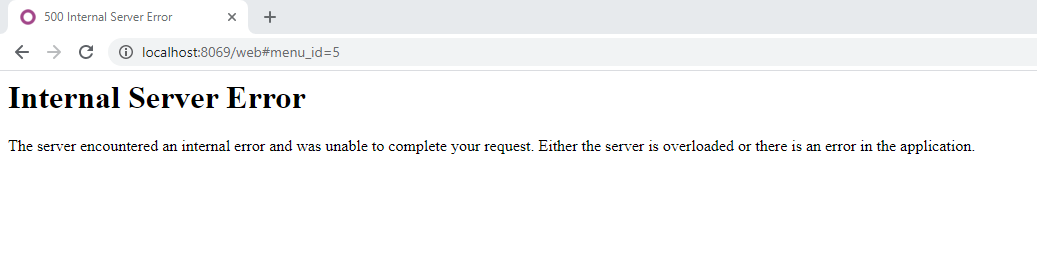 500 Internal Server Error
localhost:8069/web#menu_id=5
Internal Server Error
The server encountered an internal error and was unable to complete your request. Either the server is overloaded or there is an error in the application.